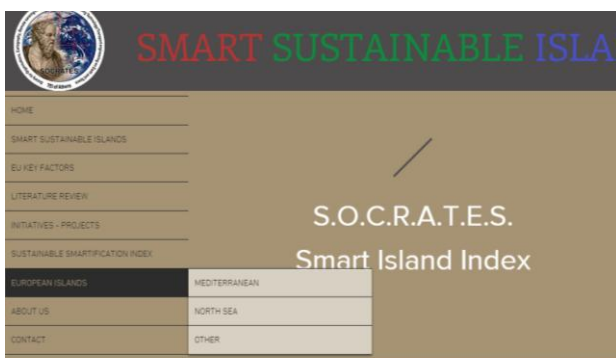 SOCRATES
SMART SUSTAINABLE ISLA
HOME
SMART SUSTAINABLE ISLANDS
EU KEY FACTORS
LITERATURE REVIEW
INITIATIVES - PROJECTS
SUSTAINABLE SMARTIFICATION INDEX
EUROPEAN ISLANDS
ABOUT US
CONTACT
MEDITERRANEAN
NORTH SEA
OTHER
S.O.C.R.A.T.E.S.
Smart Island Index